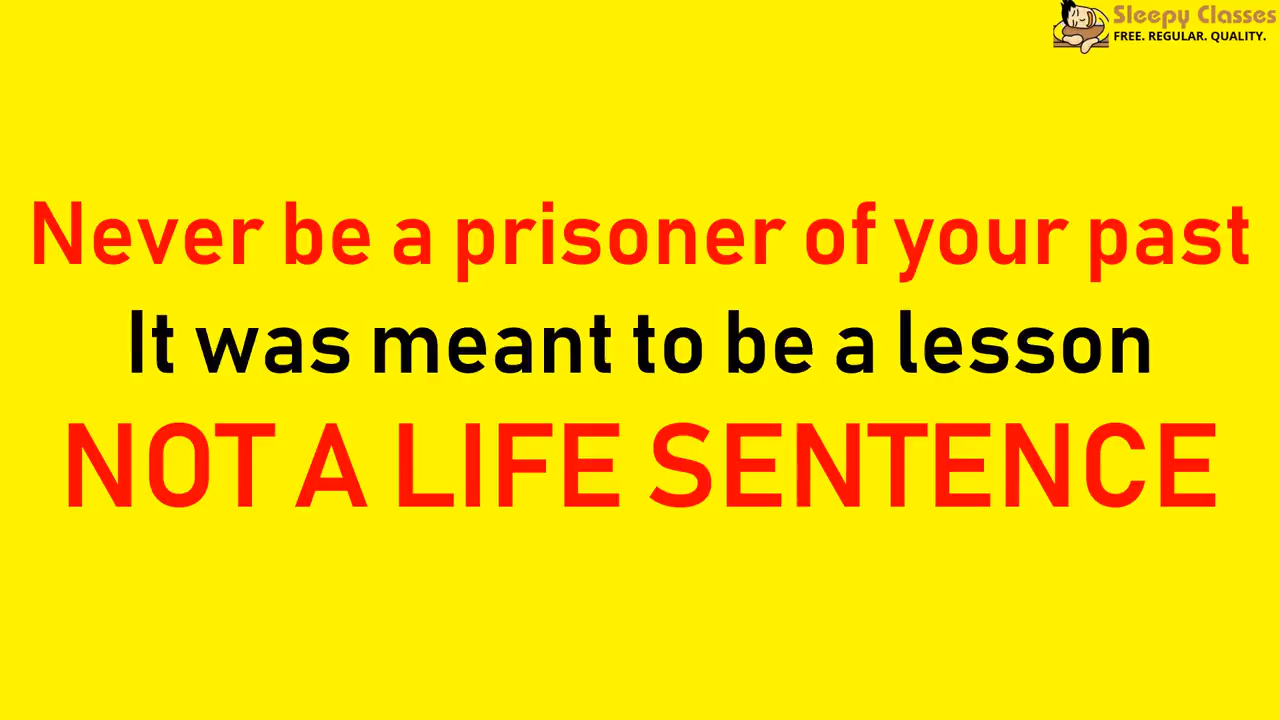 Sleepy Classes
FREE. REGULAR. QUALITY.
Never be a prisoner of your past
It was meant to be a lesson
NOT A LIFE SENTENCE